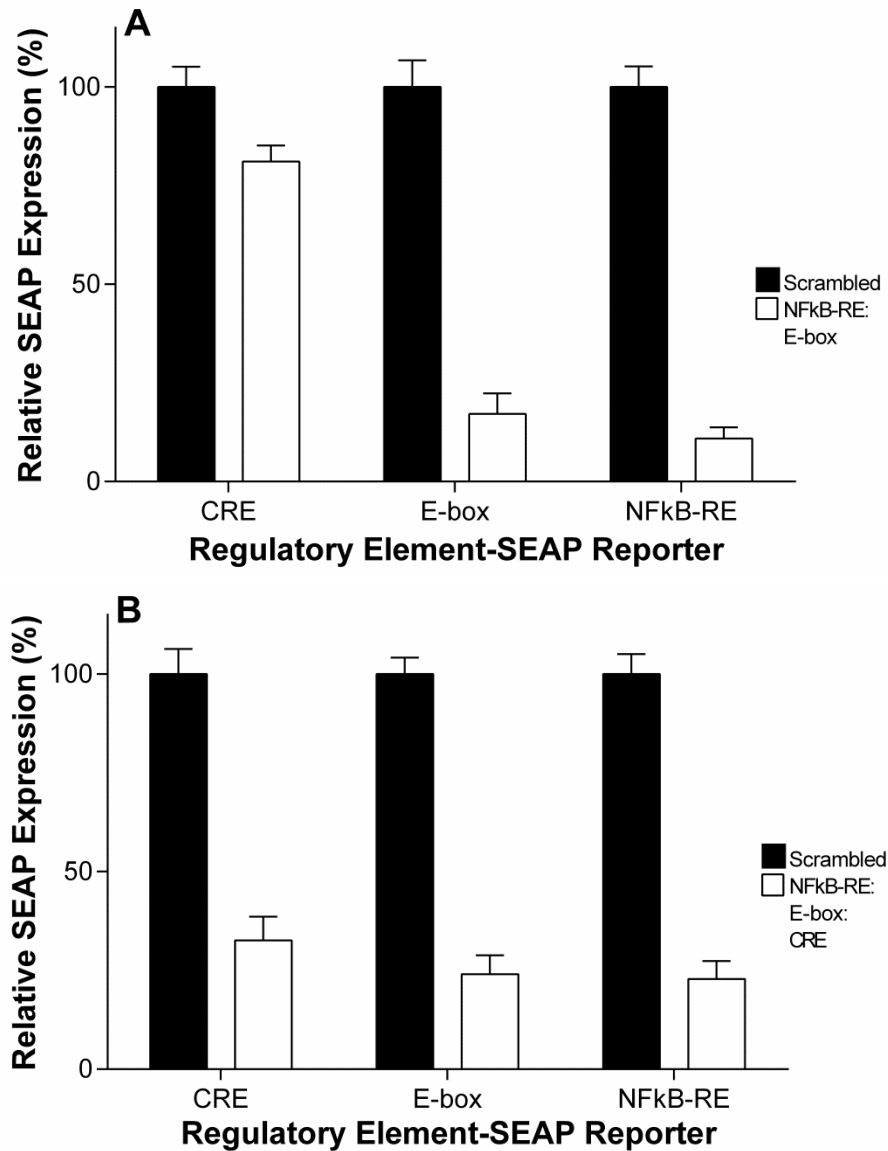 A
Relative SEAP Expression (%)
100
50
0
CRE E-box NFkB-RE
Regulatory Element-SEAP Reporter
Scrambled
NFkB-RE:
E-box
B
Relative SEAP Expression (%)
100
50
0
CRE E-box NFkB-RE
Regulatory Element-SEAP Reporter
Scrambled
NFkB-RE:
E-box:
CRE